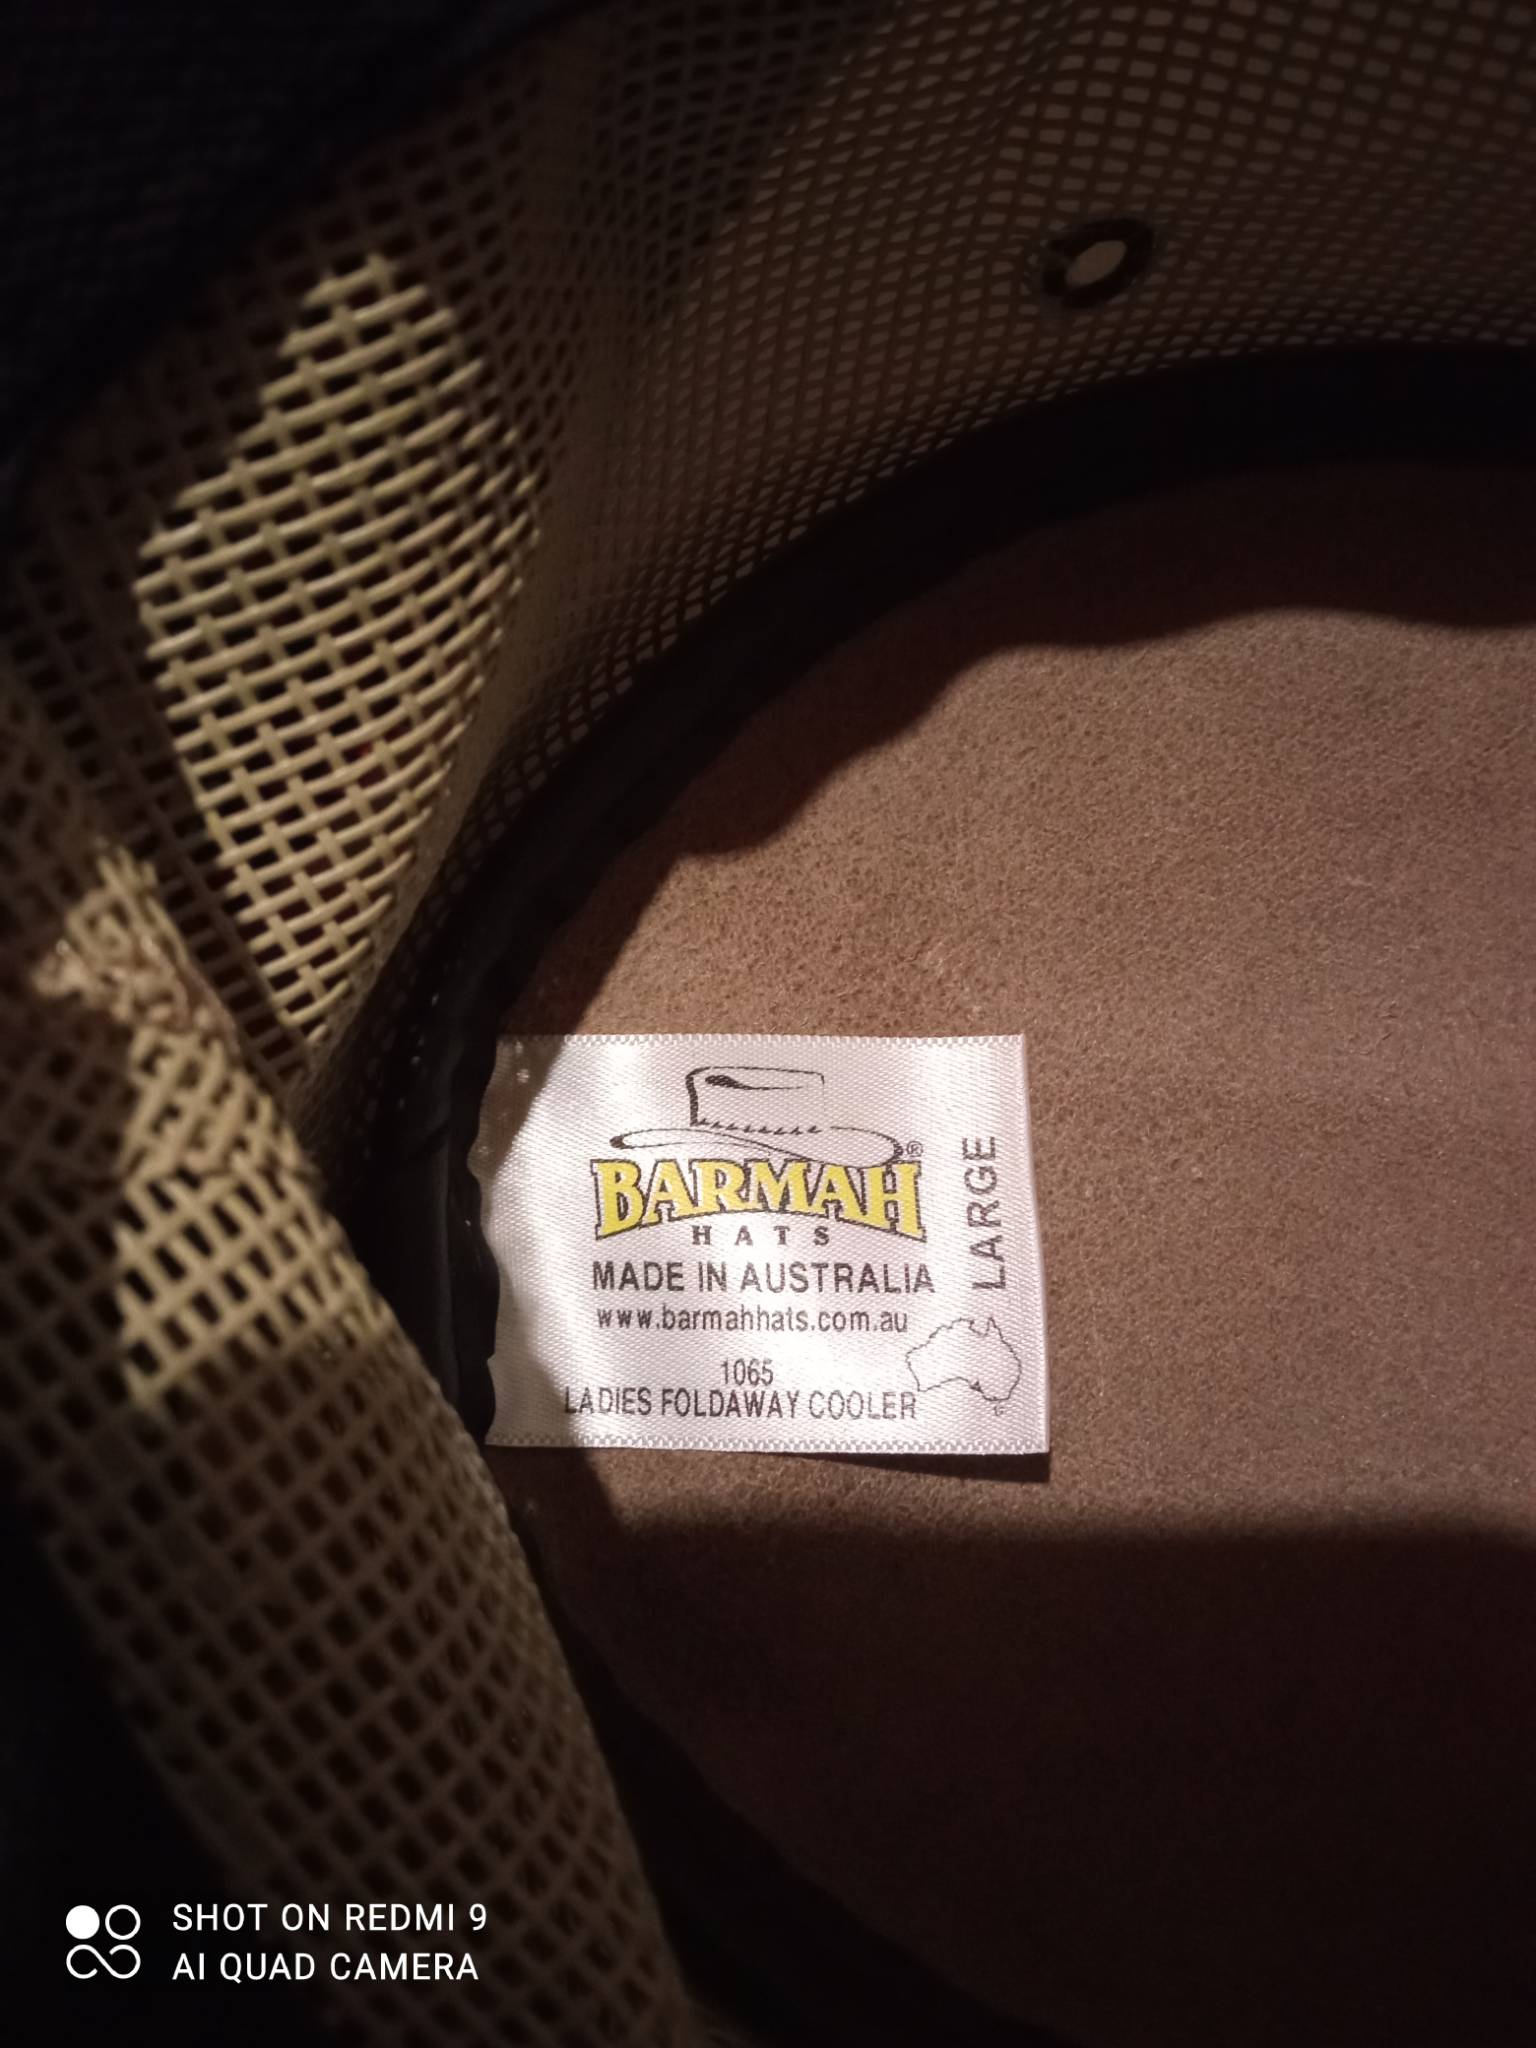 BARMAH®
HATS
MADE IN AUSTRALIA
www.barmahhats.com.au
1065
LADIES FOLDAWAY COOLER
LARGE
SHOT ON REDMI 9
AI QUAD CAMERA